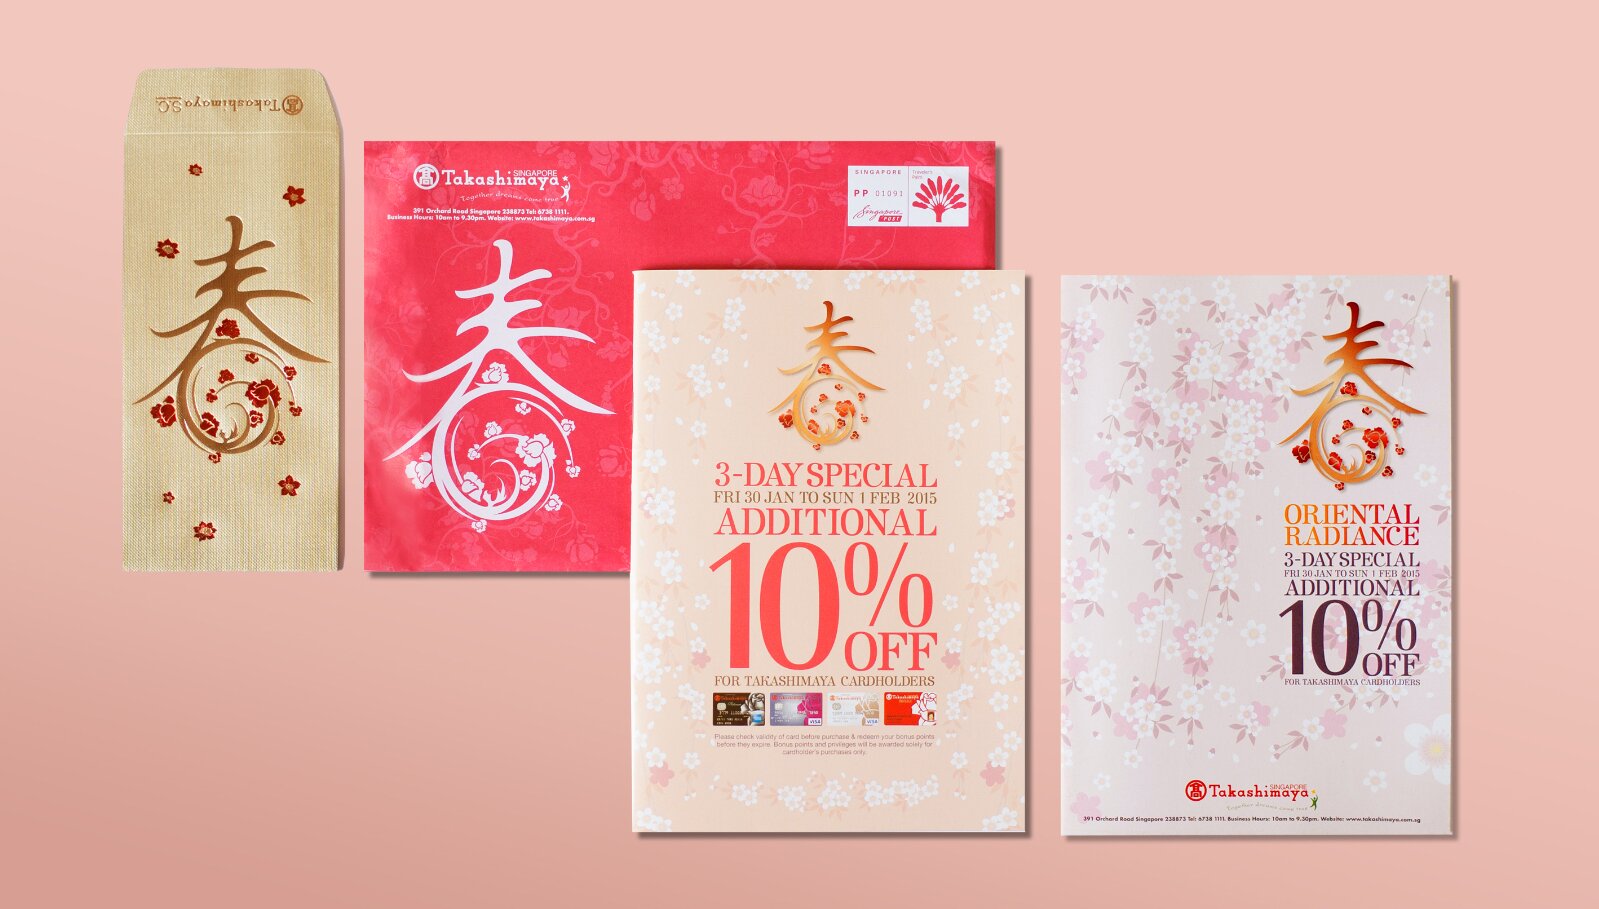 Takashimaya S.C.
春
SINGAPORE
Takashimaya
Together dreams come true
391 Orchard Road Singapore 238873 Tel: 6738 1111.
Business Hours: 10am to 9.30pm. Website: www.takashimaya.com.sg
SINGAPORE
PP 01091
Singapore
POST
Traveller's
Palm
春
春
3-DAY SPECIAL
FRI 30 JAN TO SUN 1 FEB 2015
ADDITIONAL
10%
OFF
FOR TAKASHIMAYA CARDHOLDERS
VISA
VISA
Please check validity of card before purchase & redeem your bonus points
before they expire. Bonus points and privileges will be awarded solely for
cardholder's purchases only.
春
ORIENTAL
RADIANCE
3-DAY SPECIAL
FRI 30 JAN TO SUN 1 FEB 2015
ADDITIONAL
10%
OFF
FOR TAKASHIMAYA CARDHOLDERS
SINGAPORE
Takashimaya
Together dreams come true
391 Orchard Road Singapore 238873 Tel: 6738 1111. Business Hours: 10am to 9.30pm. Website: www.takashimaya.com.sg